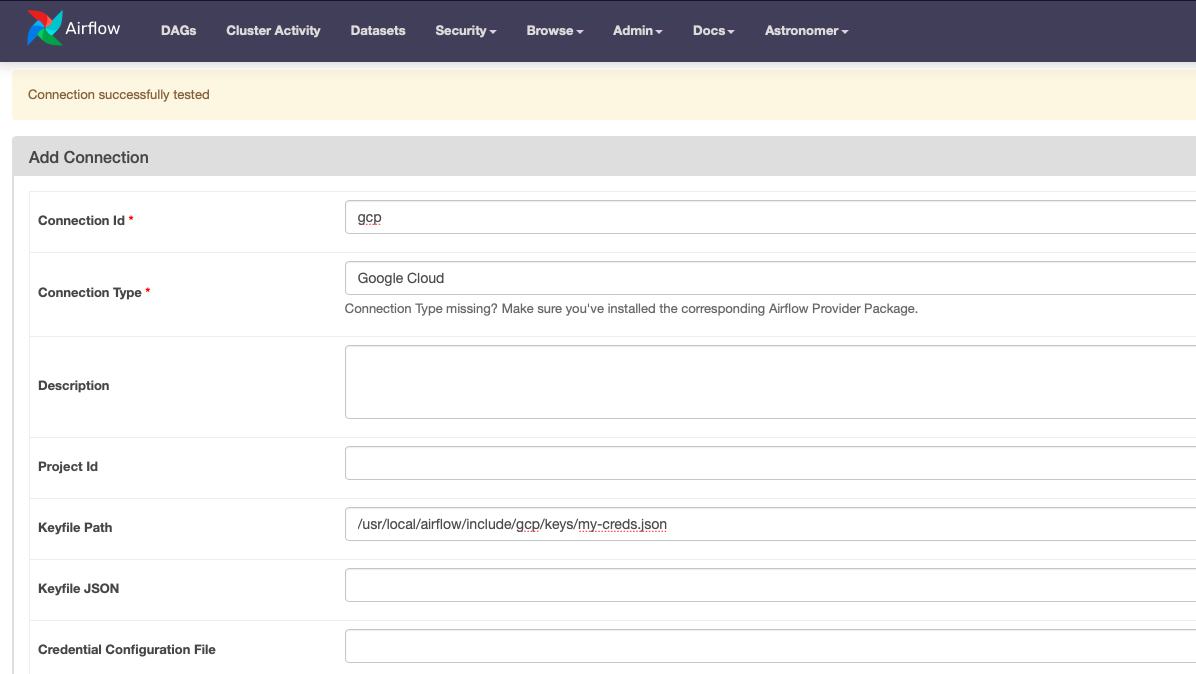 Airflow DAGs Cluster Activity Datasets Security Browse Admin Docs Astronomer
Connection successfully tested
Add Connection
Connection Id * gcp
Connection Type * Google Cloud
Connection Type missing? Make sure you've installed the corresponding Airflow Provider Package.
Description
Project Id
Keyfile Path /usr/local/airflow/include/gcp/keys/my-creds.json
Keyfile JSON
Credential Configuration File